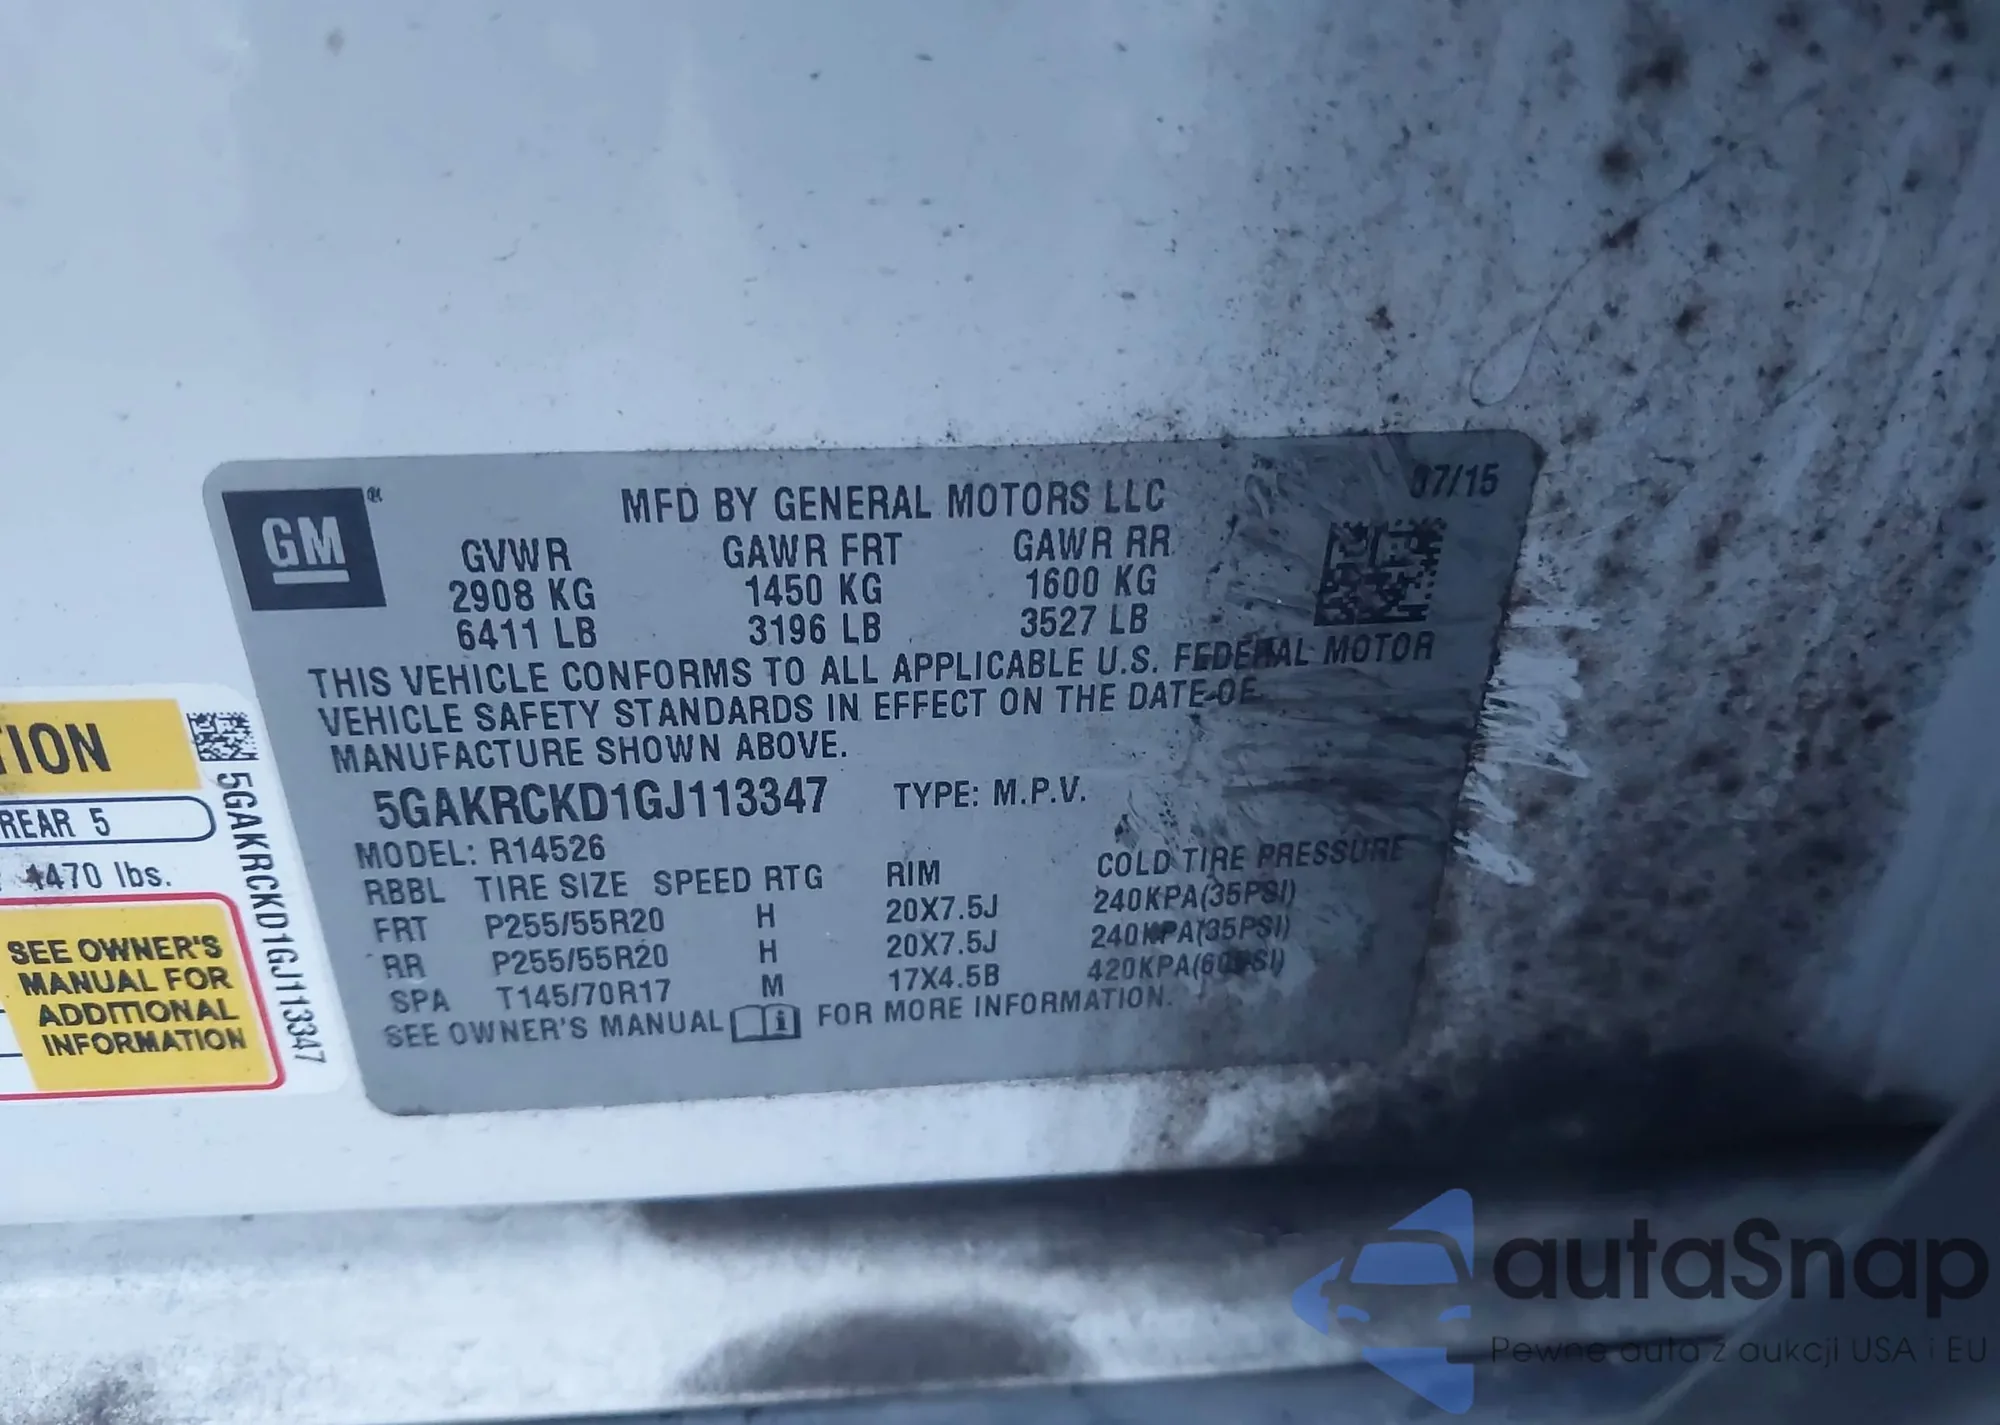 GM ®
MFD BY GENERAL MOTORS LLC
07/15
GVWR GAWR FRT GAWR RR
2908 KG 1450 KG 1600 KG
6411 LB 3196 LB 3527 LB
THIS VEHICLE CONFORMS TO ALL APPLICABLE U.S. FEDERAL MOTOR
VEHICLE SAFETY STANDARDS IN EFFECT ON THE DATE OF
MANUFACTURE SHOWN ABOVE.
5GAKRCKD1GJ113347 TYPE: M.P.V.
MODEL: R14526
RBBL TIRE SIZE SPEED RTG RIM COLD TIRE PRESSURE
FRT P255/55R20 H 20X7.5J 240KPA(35PSI)
RR P255/55R20 H 20X7.5J 240KPA(35PSI)
SPA T145/70R17 M 17X4.5B 420KPA(60PSI)
SEE OWNER'S MANUAL i FOR MORE INFORMATION.
TION
REAR 5
1470 lbs.
SEE OWNER'S
MANUAL FOR
ADDITIONAL
INFORMATION
5GAKRCKD1GJ113347
autaSnap
Pewne auta z aukcji USA i EU